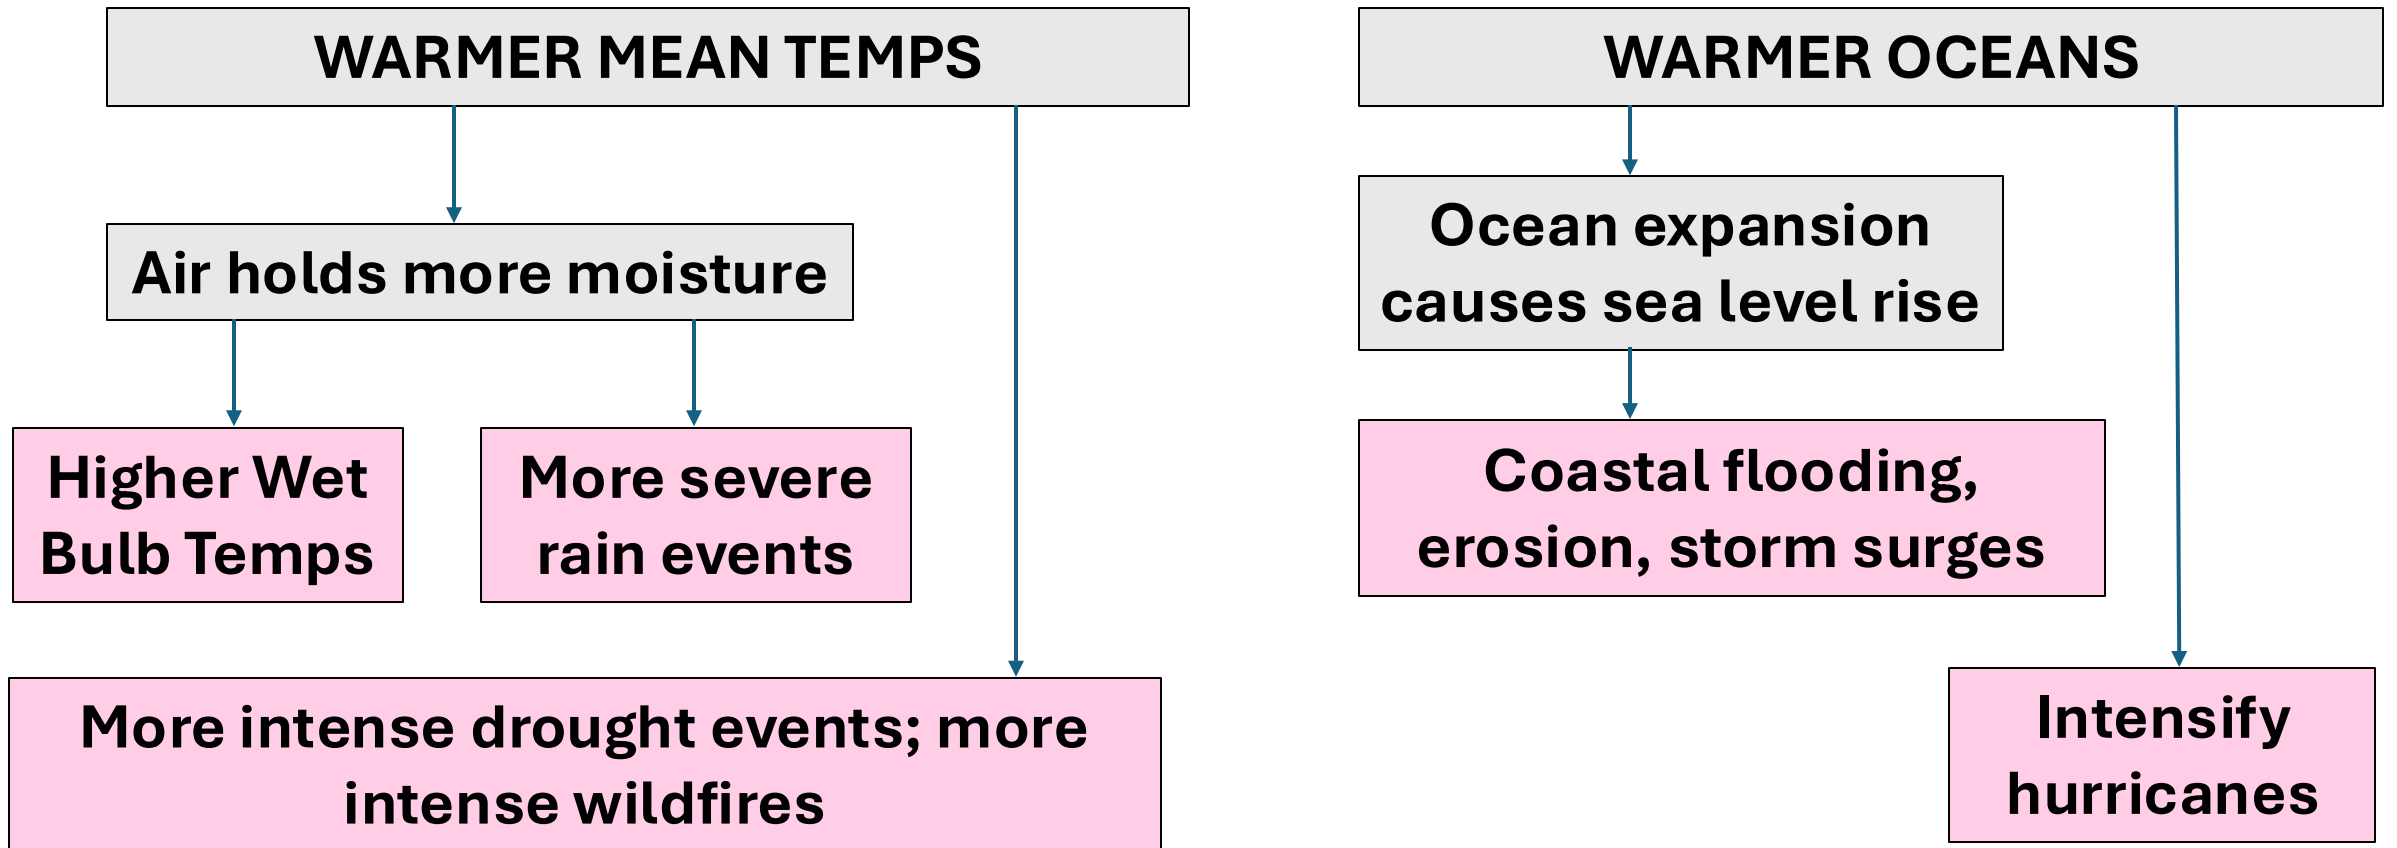 WARMER MEAN TEMPS
Air holds more moisture
Higher Wet
Bulb Temps
More severe
rain events
More intense drought events; more
intense wildfires
WARMER OCEANS
Ocean expansion
causes sea level rise
Coastal flooding,
erosion, storm surges
Intensify
hurricanes